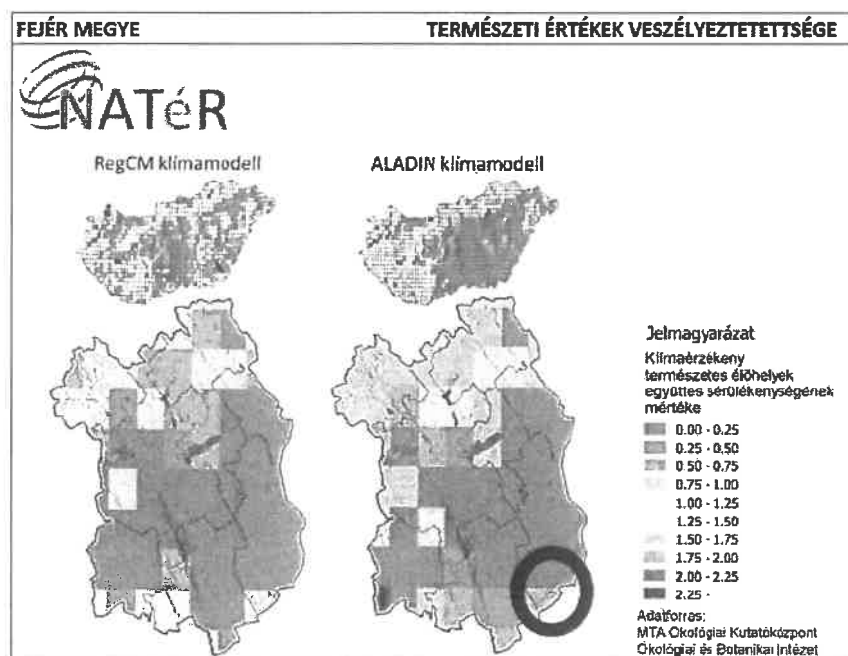 FEJÉR MEGYE
TERMÉSZETI ÉRTÉKEK VESZÉLYEZTETETTSÉGE
NATéR
RegCM klímamodell
ALADIN klímamodell
Jelmagyarázat
Klímaérzékeny
természetes élőhelyek
együttes sérülékenységének
mértéke
0.00 - 0.25
0.25 - 0.50
0.50 - 0.75
0.75 - 1.00
1.00 - 1.25
1.25 - 1.50
1.50 - 1.75
1.75 - 2.00
2.00 - 2.25
2.25 -
Adatforrás:
MTA Ökológiai Kutatóközpont
Ökológiai és Botanikai Intézet